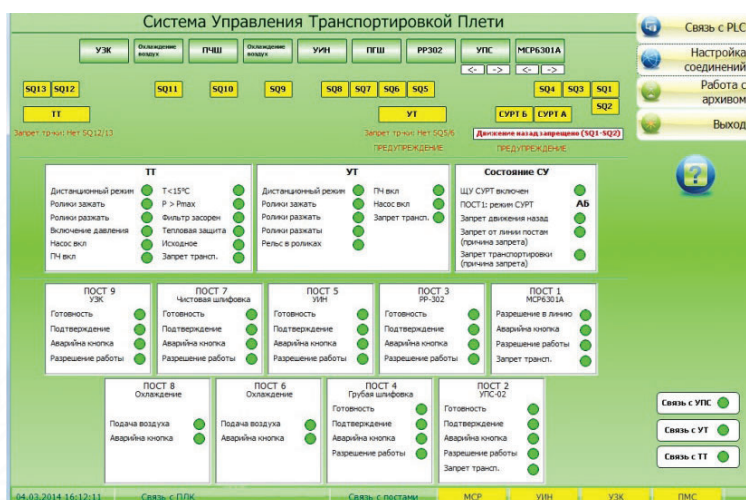 Система Управления Транспортировкой Плети
Связь с PLC
Настройка соединений
Работа с архивом
Выход
УЗК
Охлаждение воздух
ПЧШ
Охлаждение воздух
УИН
ПГШ
РР302
УПС
МСР6301А
<- ->
<- ->
SQ13 SQ12 SQ11 SQ10 SQ9 SQ8 SQ7 SQ6 SQ5 SQ4 SQ3 SQ1
SQ2
ТТ
УТ
СУРТ Б СУРТ А
Запрет тр-ки: Нет SQ12/13
Запрет тр-ки: Нет SQ5/6
Движение назад запрещено (SQ1-SQ2)
ПРЕДУПРЕЖДЕНИЕ
ПРЕДУПРЕЖДЕНИЕ
ТТ
Дистанционный режим
Ролики зажать
Ролики разжать
Включение давления
Насос вкл
ПЧ вкл
Т<15°С
Р > Рmax
Фильтр засорен
Тепловая защита
Исходное
Запрет трансп.
УТ
Дистанционный режим
Ролики зажать
Ролики разжать
Ролики разжаты
Рельс в роликах
ПЧ вкл
Насос вкл
Запрет трансп.
Состояние СУ
ЩУ СУРТ включен
ПОСТ1: режим СУРТ АБ
Запрет движения назад
Запрет от линии постам
(причина запрета)
Запрет транспортировки
(причина запрета)
ПОСТ 9
УЗК
Готовность
Подтверждение
Аварийна кнопка
Разрешение работы
ПОСТ 7
Чистовая шлифовка
Готовность
Подтверждение
Аварийна кнопка
Разрешение работы
ПОСТ 5
УИН
Готовность
Подтверждение
Аварийна кнопка
Разрешение работы
ПОСТ 3
РР-302
Готовность
Подтверждение
Аварийна кнопка
Разрешение работы
ПОСТ 1
МСР6301А
Разрешение в линию
Аварийна кнопка
Разрешение работы
Запрет трансп.
ПОСТ 8
Охлаждение
Подача воздуха
Аварийна кнопка
ПОСТ 6
Охлаждение
Подача воздуха
Аварийна кнопка
ПОСТ 4
Грубая шлифовка
Готовность
Подтверждение
Аварийна кнопка
Разрешение работы
ПОСТ 2
УПС-02
Готовность
Подтверждение
Аварийна кнопка
Разрешение работы
Запрет трансп.
Связь с УПС
Связь с УТ
Связь с ТТ
04.03.2014 16:12:11 Связь с ПЛК Связь с постами МСР УИН УЗК ПМС